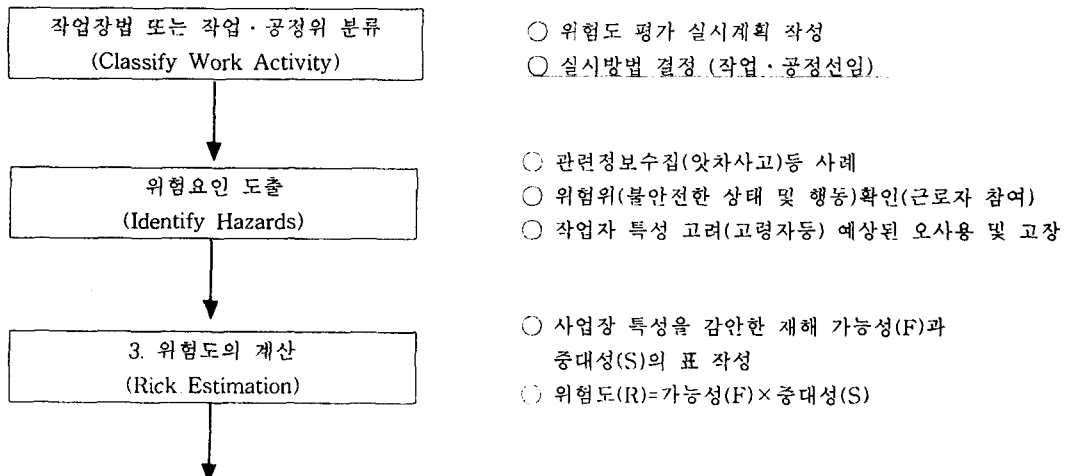 작업장법 또는 작업 · 공정위 분류
(Classify Work Activity)
○ 위험도 평가 실시계획 작성
○ 실시방법 결정 (작업 · 공정선임)
위험요인 도출
(Identify Hazards)
○ 관련정보수집(앗차사고)등 사례
○ 위험위(불안전한 상태 및 행동)확인(근로자 참여)
○ 작업자 특성 고려(고령자등) 예상된 오사용 및 고장
3. 위험도의 계산
(Rick Estimation)
○ 사업장 특성을 감안한 재해 가능성(F)과
중대성(S)의 표 작성
○ 위험도(R)=가능성(F)×중대성(S)